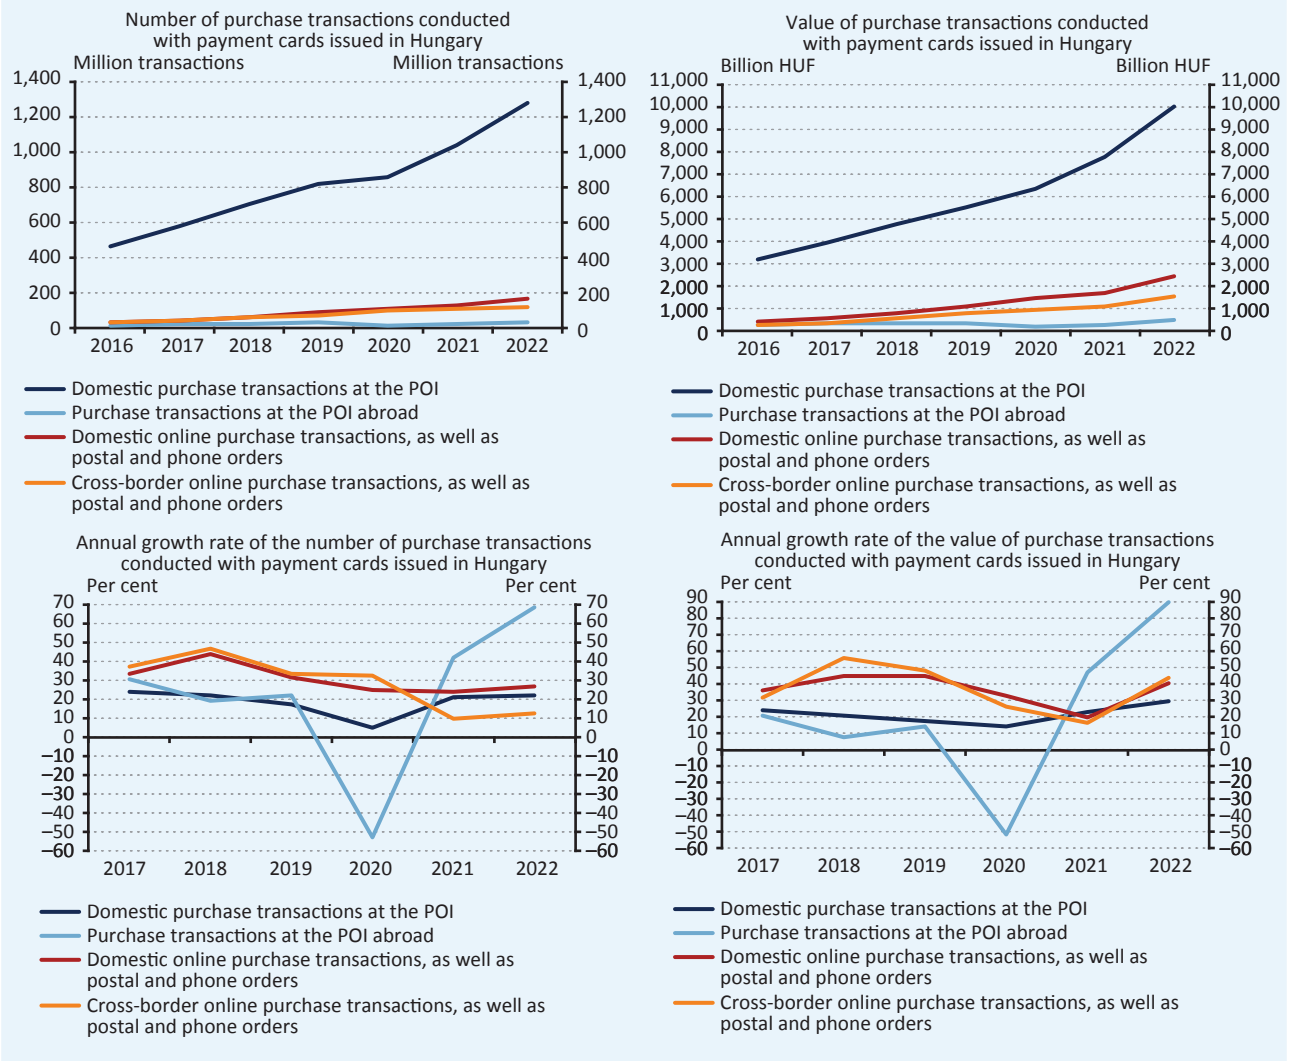 Number of purchase transactions conducted
with payment cards issued in Hungary
Million transactions Million transactions
1,400 1,400
1,200 1,200
1,000 1,000
800 800
600 600
400 400
200 200
0 0
2016 2017 2018 2019 2020 2021 2022
Domestic purchase transactions at the POI
Purchase transactions at the POI abroad
Domestic online purchase transactions, as well as
postal and phone orders
Cross-border online purchase transactions, as well as
postal and phone orders
Value of purchase transactions conducted
with payment cards issued in Hungary
Billion HUF Billion HUF
11,000 11,000
10,000 10,000
9,000 9,000
8,000 8,000
7,000 7,000
6,000 6,000
5,000 5,000
4,000 4,000
3,000 3,000
2,000 2,000
1,000 1,000
0 0
2016 2017 2018 2019 2020 2021 2022
Domestic purchase transactions at the POI
Purchase transactions at the POI abroad
Domestic online purchase transactions, as well as
postal and phone orders
Cross-border online purchase transactions, as well as
postal and phone orders
Annual growth rate of the number of purchase transactions
conducted with payment cards issued in Hungary
Per cent Per cent
70 70
60 60
50 50
40 40
30 30
20 20
10 10
0 0
–10 –10
–20 –20
–30 –30
–40 –40
–50 –50
–60 –60
2017 2018 2019 2020 2021 2022
Domestic purchase transactions at the POI
Purchase transactions at the POI abroad
Domestic online purchase transactions, as well as
postal and phone orders
Cross-border online purchase transactions, as well as
postal and phone orders
Annual growth rate of the value of purchase transactions
conducted with payment cards issued in Hungary
Per cent Per cent
90 90
80 80
70 70
60 60
50 50
40 40
30 30
20 20
10 10
0 0
–10 –10
–20 –20
–30 –30
–40 –40
–50 –50
–60 –60
2017 2018 2019 2020 2021 2022
Domestic purchase transactions at the POI
Purchase transactions at the POI abroad
Domestic online purchase transactions, as well as
postal and phone orders
Cross-border online purchase transactions, as well as
postal and phone orders